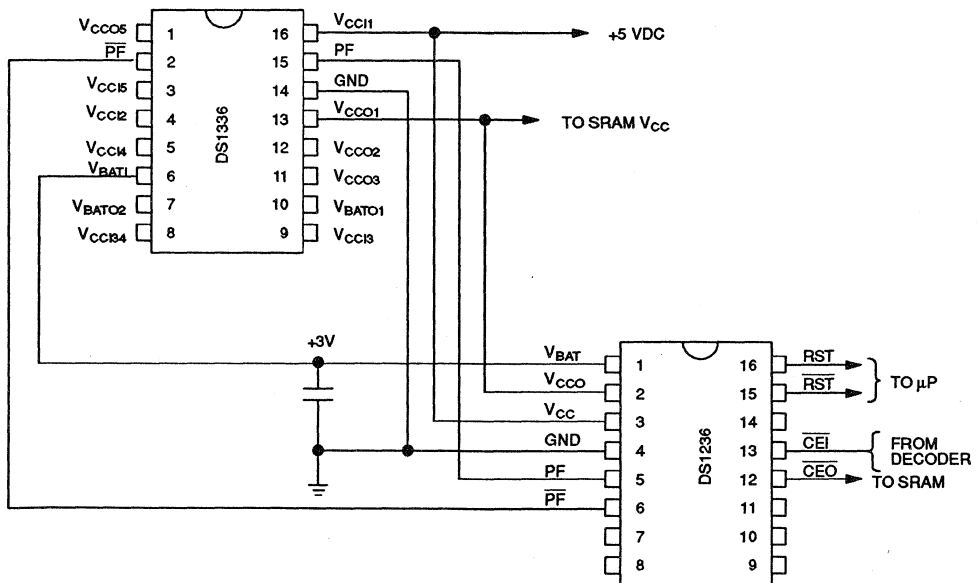 VCCO5 1 16 VCCI1 +5 VDC
PF 2 15 PF
VCCI5 3 14 GND
VCCI2 4 13 VCCO1 TO SRAM VCC
VCCI4 5 12 VCCO2
VBAT1 6 11 VCCO3
VBATO2 7 10 VBATO1
VCCI34 8 9 VCCI3
DS1336
+3V
VBAT 1 16 RST
VCCO 2 15 RST TO μP
VCC 3 14
GND 4 13 CEI FROM DECODER
PF 5 12 CEO TO SRAM
PF 6 11
7 10
8 9
DS1236